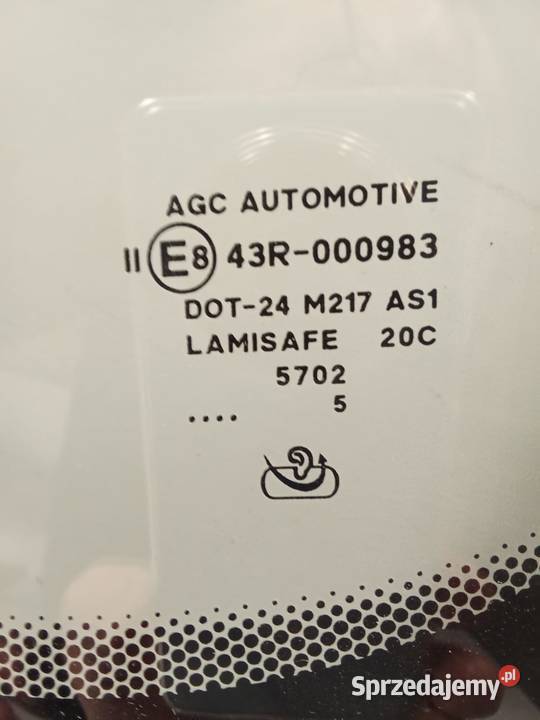 AGC AUTOMOTIVE
II E8 43R-000983
DOT-24 M217 AS1
LAMISAFE 20C
5702
.... 5
Sprzedajemy.pl